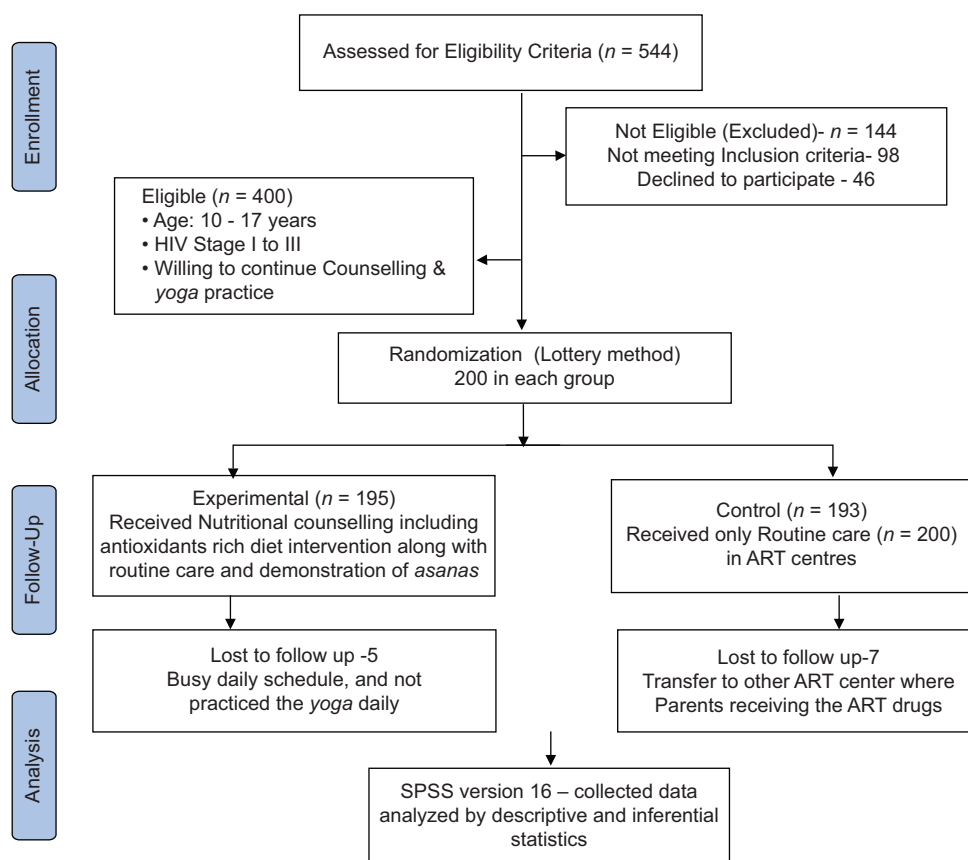 Enrollment
Assessed for Eligibility Criteria (n = 544)
Not Eligible (Excluded)- n = 144
Not meeting Inclusion criteria- 98
Declined to participate - 46
Eligible (n = 400)
• Age: 10 - 17 years
• HIV Stage I to III
• Willing to continue Counselling &
yoga practice
Allocation
Randomization (Lottery method)
200 in each group
Follow-Up
Experimental (n = 195)
Received Nutritional counselling including
antioxidants rich diet intervention along with
routine care and demonstration of asanas
Control (n = 193)
Received only Routine care (n = 200)
in ART centres
Lost to follow up -5
Busy daily schedule, and not
practiced the yoga daily
Lost to follow up-7
Transfer to other ART center where
Parents receiving the ART drugs
Analysis
SPSS version 16 – collected data
analyzed by descriptive and inferential
statistics